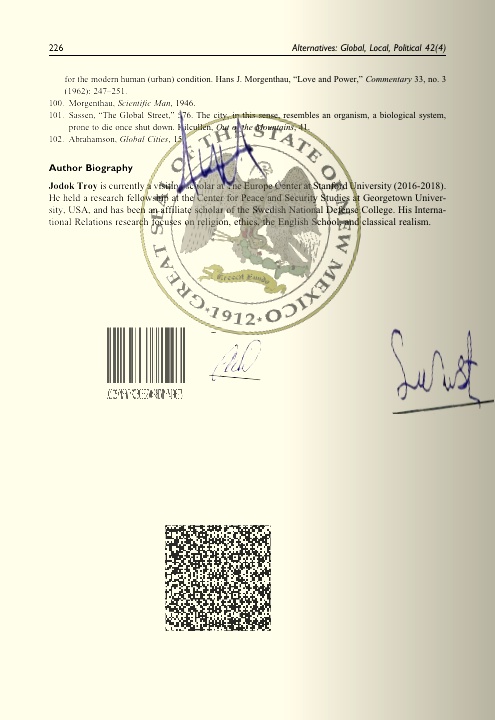 226 Alternatives: Global, Local, Political 42(4)
for the modern human (urban) condition. Hans J. Morgenthau, “Love and Power,” Commentary 33, no. 3
(1962): 247–251.
100. Morgenthau, Scientific Man, 1946.
101. Sassen, “The Global Street,” 576. The city, in this sense, resembles an organism, a biological system,
prone to die once shut down. Kilcullen, Out of the Mountains, 41.
102. Abrahamson, Global Cities, 15
GREAT SEAL OF THE STATE OF NEW MEXICO
Crescit Eundo
·1912·
Author Biography
Jodok Troy is currently a visiting scholar at The Europe Center at Stanford University (2016-2018).
He held a research fellowship at the Center for Peace and Security Studies at Georgetown Univer-
sity, USA, and has been an affiliate scholar of the Swedish National Defense College. His Interna-
tional Relations research focuses on religion, ethics, the English School, and classical realism.